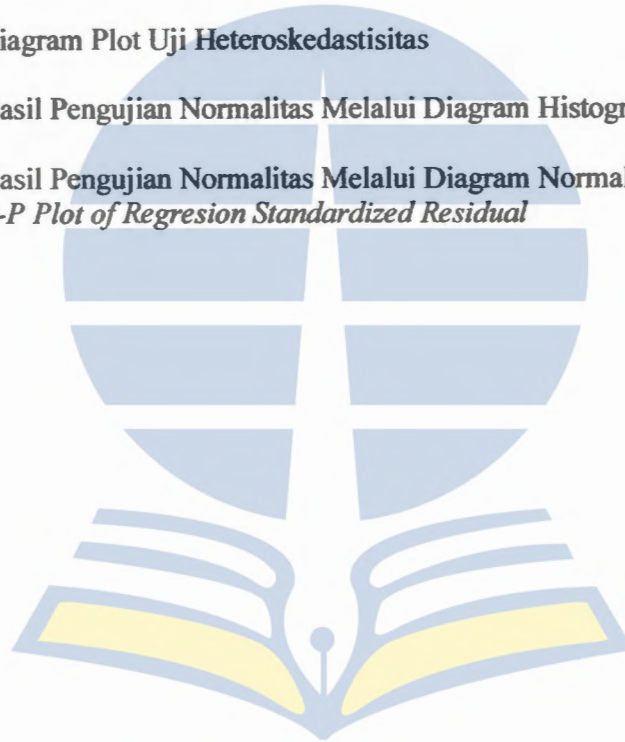 iagram Plot Uji Heteroskedastisitas
asil Pengujian Normalitas Melalui Diagram Histogr
asil Pengujian Normalitas Melalui Diagram Normal
-P Plot of Regresion Standardized Residual